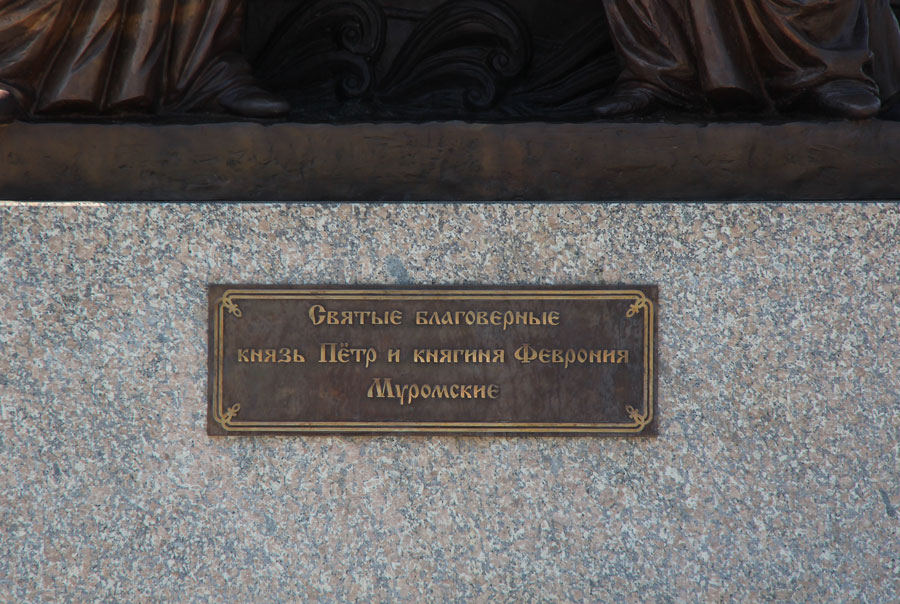 Святые благоверные
князь Пётр и княгиня Феврония
Муромские